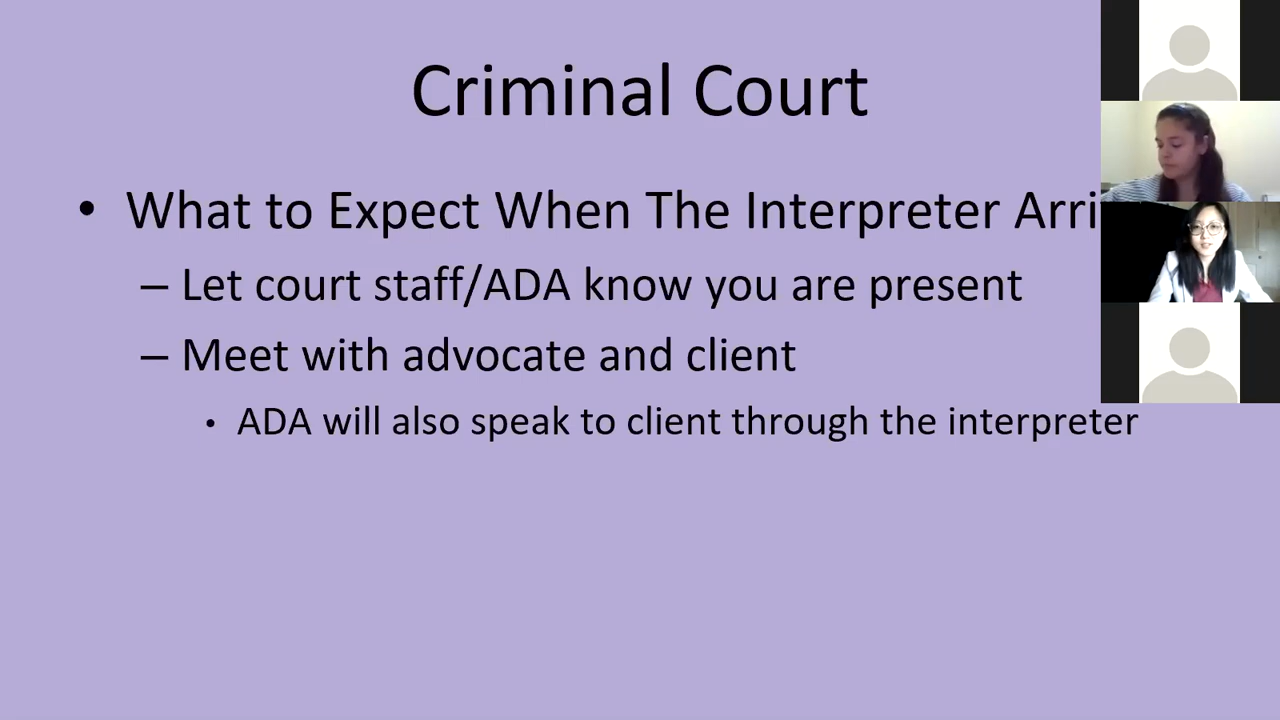 Criminal Court
• What to Expect When The Interpreter Arri
– Let court staff/ADA know you are present
– Meet with advocate and client
• ADA will also speak to client through the interpreter